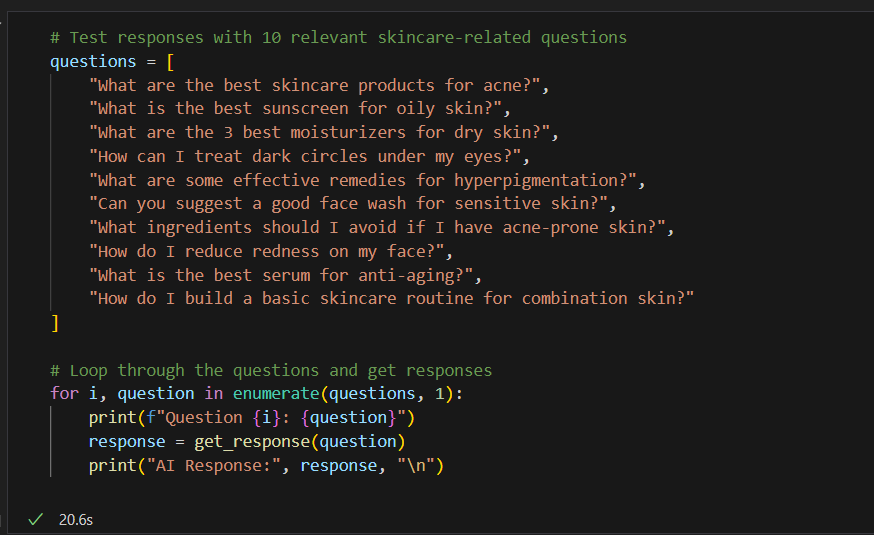 # Test responses with 10 relevant skincare-related questions
questions = [
    "What are the best skincare products for acne?",
    "What is the best sunscreen for oily skin?",
    "What are the 3 best moisturizers for dry skin?",
    "How can I treat dark circles under my eyes?",
    "What are some effective remedies for hyperpigmentation?",
    "Can you suggest a good face wash for sensitive skin?",
    "What ingredients should I avoid if I have acne-prone skin?",
    "How do I reduce redness on my face?",
    "What is the best serum for anti-aging?",
    "How do I build a basic skincare routine for combination skin?"
]
# Loop through the questions and get responses
for i, question in enumerate(questions, 1):
    print(f"Question {i}: {question}")
    response = get_response(question)
    print("AI Response:", response, "\n")
20.6s